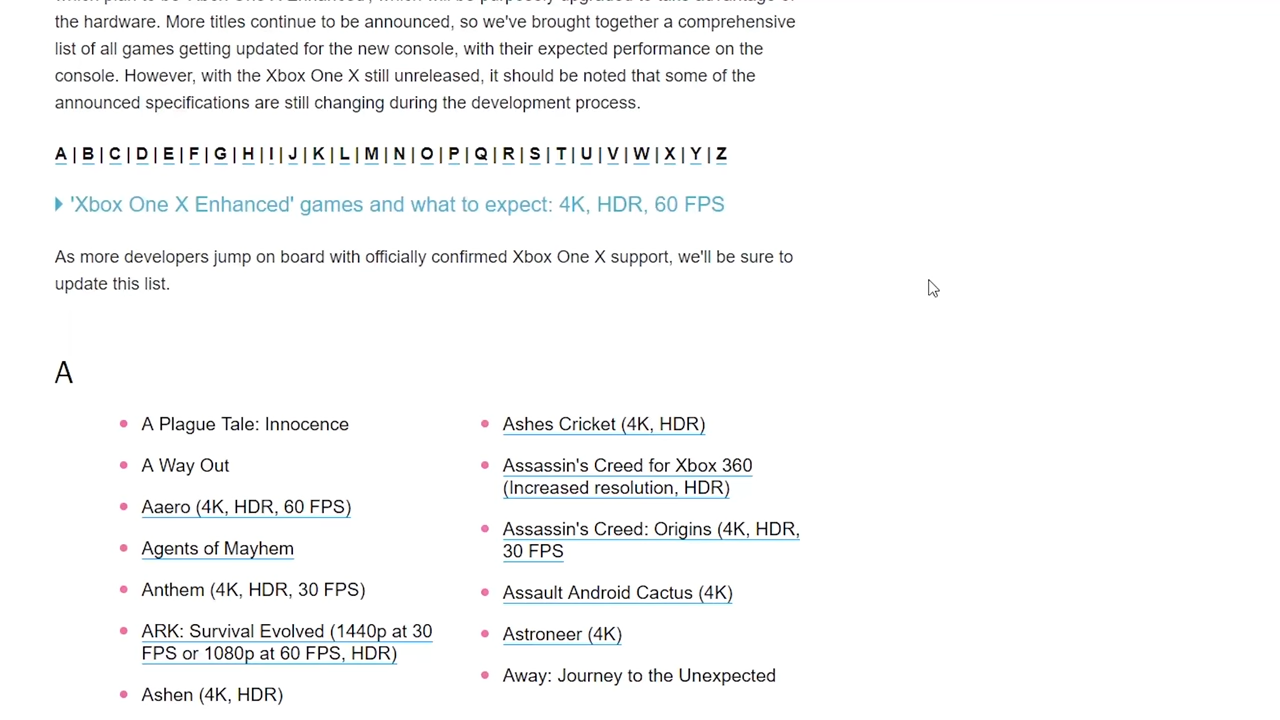 the hardware. More titles continue to be announced, so we've brought together a comprehensive
list of all games getting updated for the new console, with their expected performance on the
console. However, with the Xbox One X still unreleased, it should be noted that some of the
announced specifications are still changing during the development process.
A | B | C | D | E | F | G | H | I | J | K | L | M | N | O | P | Q | R | S | T | U | V | W | X | Y | Z
'Xbox One X Enhanced' games and what to expect: 4K, HDR, 60 FPS
As more developers jump on board with officially confirmed Xbox One X support, we'll be sure to
update this list.
A
A Plague Tale: Innocence
A Way Out
Aaero (4K, HDR, 60 FPS)
Agents of Mayhem
Anthem (4K, HDR, 30 FPS)
ARK: Survival Evolved (1440p at 30
FPS or 1080p at 60 FPS, HDR)
Ashen (4K, HDR)
Ashes Cricket (4K, HDR)
Assassin's Creed for Xbox 360
(Increased resolution, HDR)
Assassin's Creed: Origins (4K, HDR,
30 FPS
Assault Android Cactus (4K)
Astroneer (4K)
Away: Journey to the Unexpected